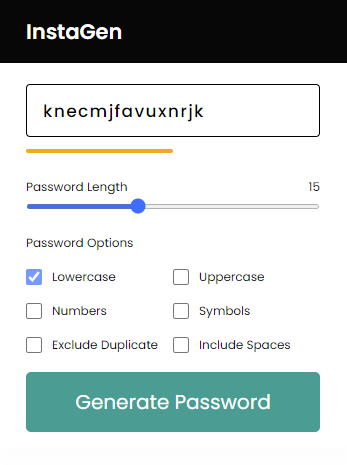 InstaGen
knecmjfavuxnrjk
Password Length 15
Password Options
Lowercase Uppercase
Numbers Symbols
Exclude Duplicate Include Spaces
Generate Password